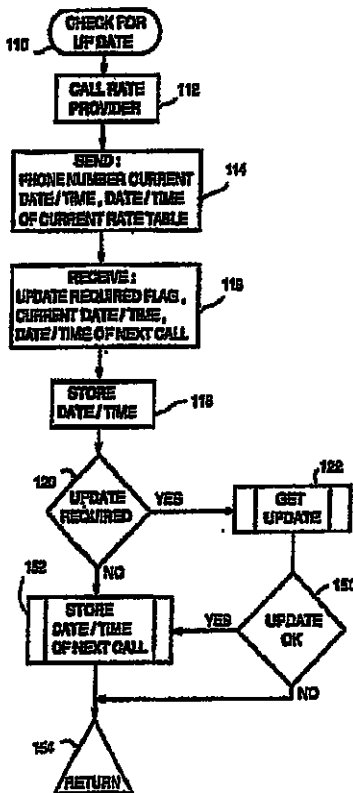 CHECK FOR
UPDATE
110
CALL RATE
PROVIDER
112
SEND:
PHONE NUMBER CURRENT
DATE/TIME, DATE/TIME
OF CURRENT RATE TABLE
114
RECEIVE:
UPDATE REQUIRED FLAG,
CURRENT DATE/TIME,
DATE/TIME OF NEXT CALL
116
STORE
DATE/TIME
118
120
UPDATE
REQUIRED
YES
NO
122
GET
UPDATE
150
UPDATE
OK
YES
NO
152
STORE
DATE/TIME
OF NEXT CALL
154
RETURN